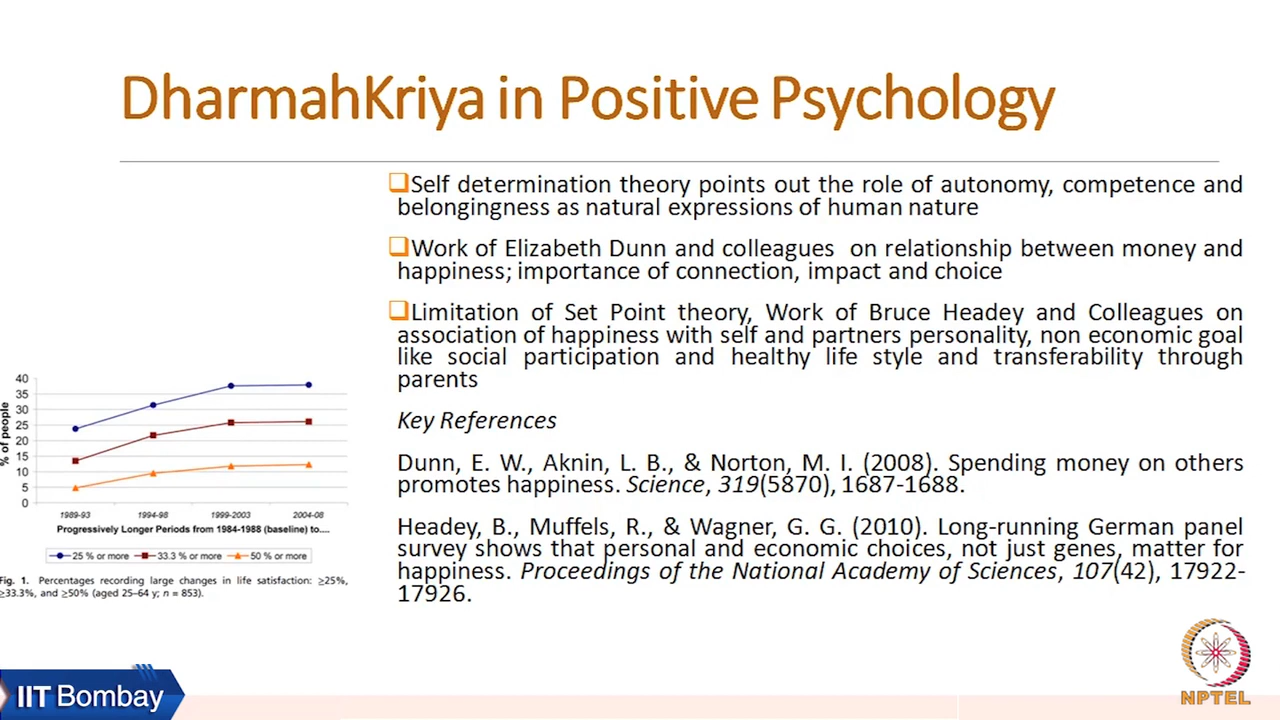 DharmahKriya in Positive Psychology
Self determination theory points out the role of autonomy, competence and
belongingness as natural expressions of human nature
Work of Elizabeth Dunn and colleagues on relationship between money and
happiness; importance of connection, impact and choice
Limitation of Set Point theory, Work of Bruce Headey and Colleagues on
association of happiness with self and partners personality, non economic goal
like social participation and healthy life style and transferability through
parents
Key References
Dunn, E. W., Aknin, L. B., & Norton, M. I. (2008). Spending money on others
promotes happiness. Science, 319(5870), 1687-1688.
Headey, B., Muffels, R., & Wagner, G. G. (2010). Long-running German panel
survey shows that personal and economic choices, not just genes, matter for
happiness. Proceedings of the National Academy of Sciences, 107(42), 17922-
17926.
% of people
40
35
30
25
20
15
10
5
0
1989-93 1994-98 1999-2003 2004-08
Progressively Longer Periods from 1984-1988 (baseline) to....
25 % or more 33.3 % or more 50 % or more
Fig. 1. Percentages recording large changes in life satisfaction: ≥25%,
≥33.3%, and ≥50% (aged 25–64 y; n = 853).
IIT Bombay
NPTEL